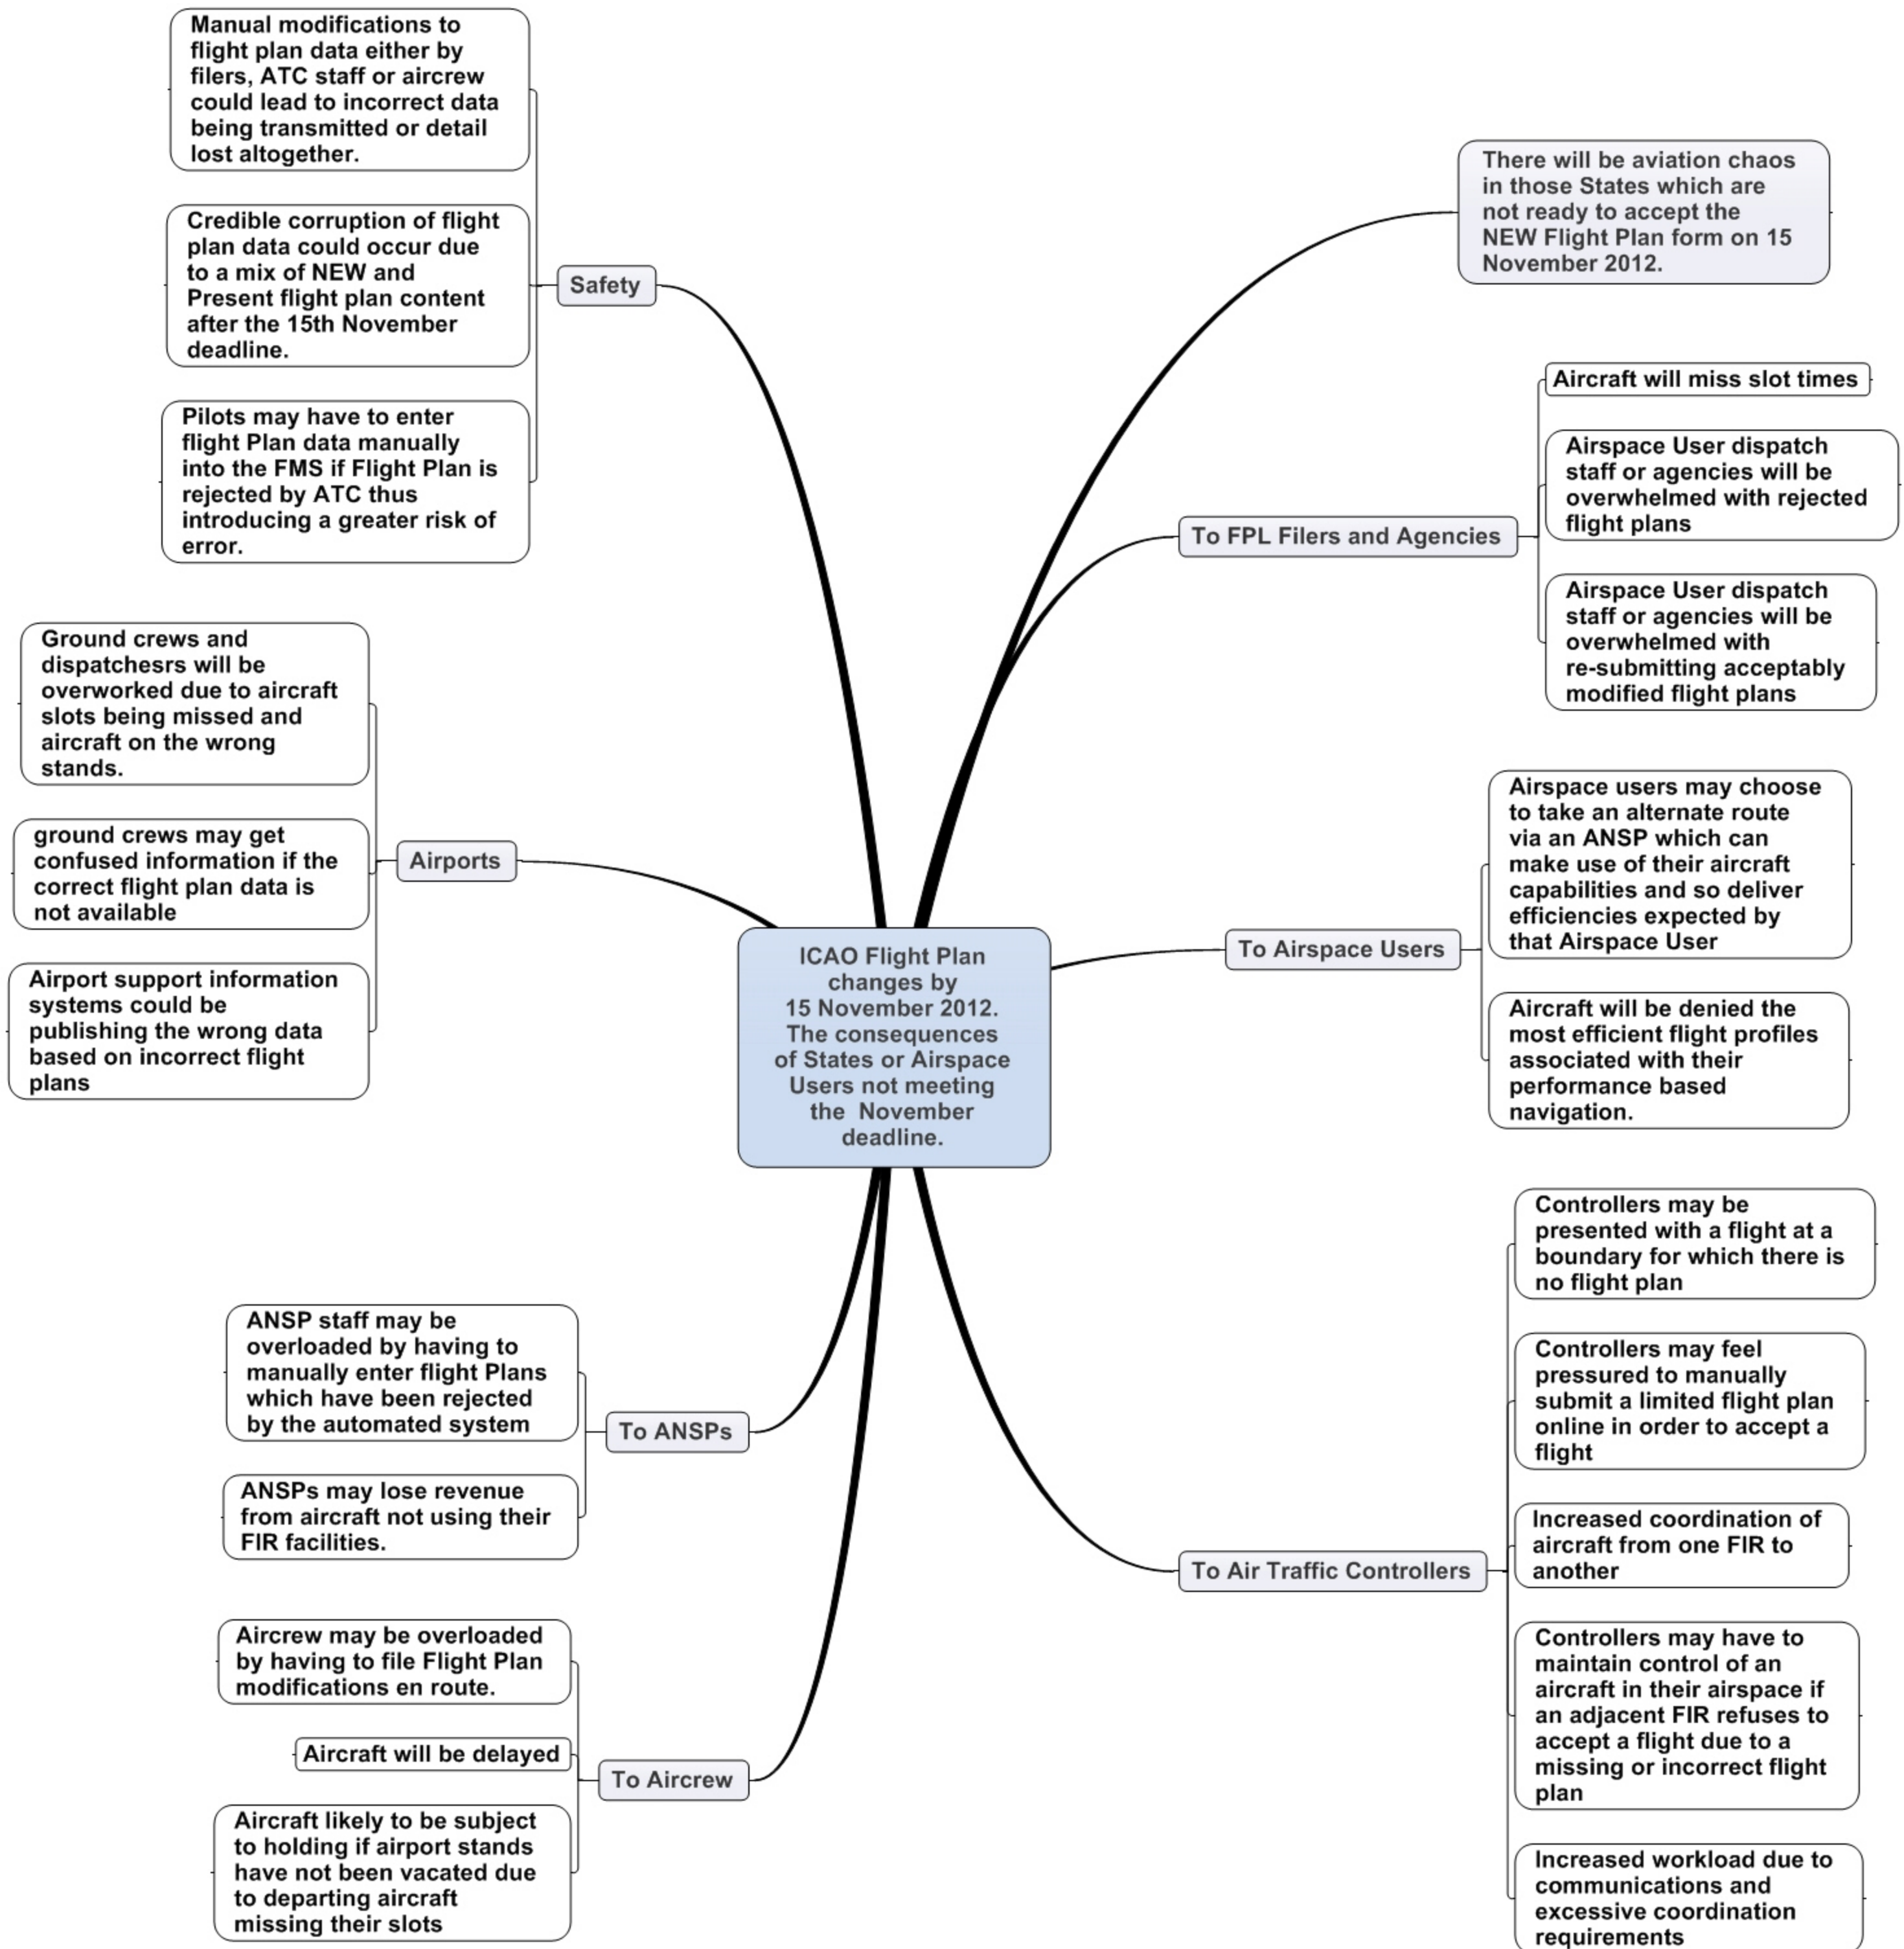 Manual modifications to
flight plan data either by
filers, ATC staff or aircrew
could lead to incorrect data
being transmitted or detail
lost altogether.
Credible corruption of flight
plan data could occur due
to a mix of NEW and
Present flight plan content
after the 15th November
deadline.
Pilots may have to enter
flight Plan data manually
into the FMS if Flight Plan is
rejected by ATC thus
introducing a greater risk of
error.
Safety
Ground crews and
dispatchesrs will be
overworked due to aircraft
slots being missed and
aircraft on the wrong
stands.
ground crews may get
confused information if the
correct flight plan data is
not available
Airport support information
systems could be
publishing the wrong data
based on incorrect flight
plans
Airports
ICAO Flight Plan
changes by
15 November 2012.
The consequences
of States or Airspace
Users not meeting
the November
deadline.
There will be aviation chaos
in those States which are
not ready to accept the
NEW Flight Plan form on 15
November 2012.
To FPL Filers and Agencies
Aircraft will miss slot times
Airspace User dispatch
staff or agencies will be
overwhelmed with rejected
flight plans
Airspace User dispatch
staff or agencies will be
overwhelmed with
re-submitting acceptably
modified flight plans
To Airspace Users
Airspace users may choose
to take an alternate route
via an ANSP which can
make use of their aircraft
capabilities and so deliver
efficiencies expected by
that Airspace User
Aircraft will be denied the
most efficient flight profiles
associated with their
performance based
navigation.
To Air Traffic Controllers
Controllers may be
presented with a flight at a
boundary for which there is
no flight plan
Controllers may feel
pressured to manually
submit a limited flight plan
online in order to accept a
flight
Increased coordination of
aircraft from one FIR to
another
Controllers may have to
maintain control of an
aircraft in their airspace if
an adjacent FIR refuses to
accept a flight due to a
missing or incorrect flight
plan
Increased workload due to
communications and
excessive coordination
requirements
ANSP staff may be
overloaded by having to
manually enter flight Plans
which have been rejected
by the automated system
ANSPs may lose revenue
from aircraft not using their
FIR facilities.
To ANSPs
Aircrew may be overloaded
by having to file Flight Plan
modifications en route.
Aircraft will be delayed
Aircraft likely to be subject
to holding if airport stands
have not been vacated due
to departing aircraft
missing their slots
To Aircrew